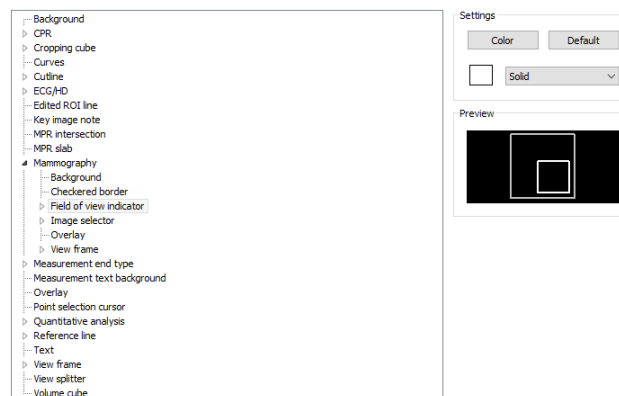 Background
CPR
Cropping cube
Curves
Cutline
ECG/HD
Edited ROI line
Key image note
MPR intersection
MPR slab
Mammography
Background
Checkered border
Field of view indicator
Image selector
Overlay
View frame
Measurement end type
Measurement text background
Overlay
Point selection cursor
Quantitative analysis
Reference line
Text
View frame
View splitter
Volume cube
Settings
Color Default
Solid
Preview